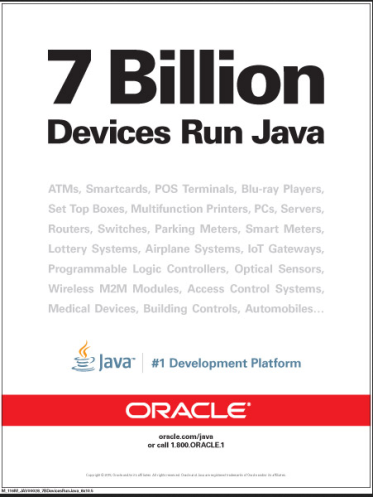 7 Billion
Devices Run Java
ATMs, Smartcards, POS Terminals, Blu-ray Players,
Set Top Boxes, Multifunction Printers, PCs, Servers,
Routers, Switches, Parking Meters, Smart Meters,
Lottery Systems, Airplane Systems, IoT Gateways,
Programmable Logic Controllers, Optical Sensors,
Wireless M2M Modules, Access Control Systems,
Medical Devices, Building Controls, Automobiles...
Java™ #1 Development Platform
ORACLE®
oracle.com/java
or call 1.800.ORACLE.1